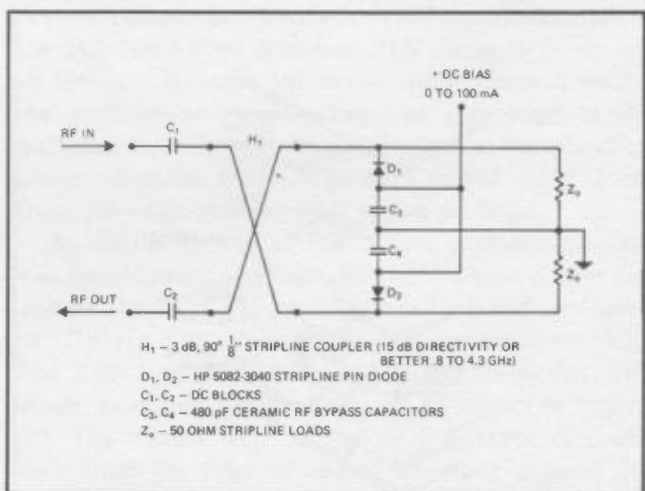 + DC BIAS
0 TO 100 mA
RF IN
C1
H1
D1
C3
C4
D2
Zo
Zo
RF OUT
C2
H1 – 3 dB, 90° 1/8" STRIPLINE COUPLER (15 dB DIRECTIVITY OR
BETTER .8 TO 4.3 GHz)
D1, D2 – HP 5082-3040 STRIPLINE PIN DIODE
C1, C2 – DC BLOCKS
C3, C4 – 480 pF CERAMIC RF BYPASS CAPACITORS
Zo – 50 OHM STRIPLINE LOADS